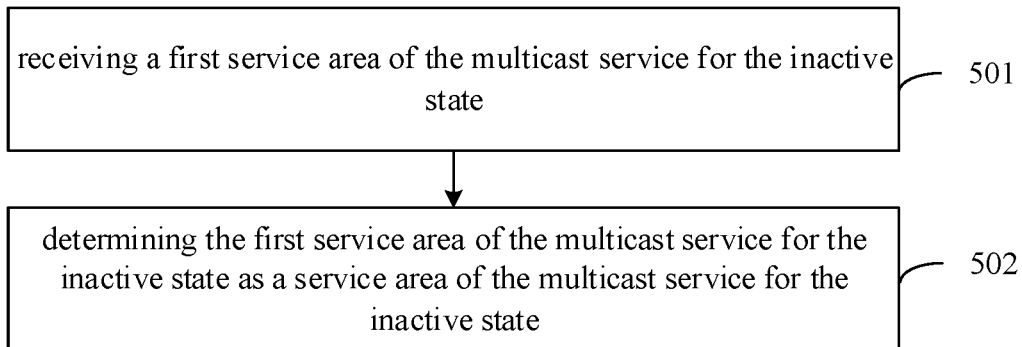 receiving a first service area of the multicast service for the inactive
state
501
determining the first service area of the multicast service for the
inactive state as a service area of the multicast service for the
inactive state
502